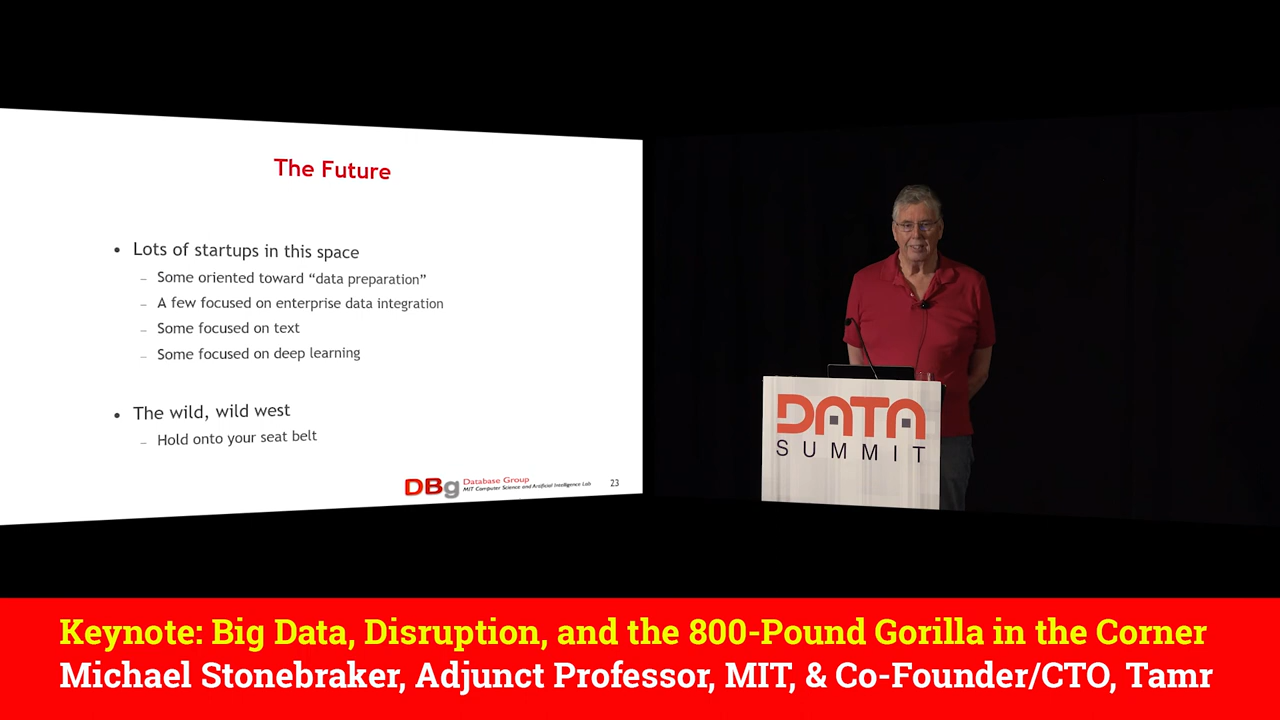 The Future
• Lots of startups in this space
– Some oriented toward “data preparation”
– A few focused on enterprise data integration
– Some focused on text
– Some focused on deep learning
• The wild, wild west
– Hold onto your seat belt
DBg
Database Group
MIT Computer Science and Artificial Intelligence Lab
23
DATA
SUMMIT
Keynote: Big Data, Disruption, and the 800-Pound Gorilla in the Corner
Michael Stonebraker, Adjunct Professor, MIT, & Co-Founder/CTO, Tamr